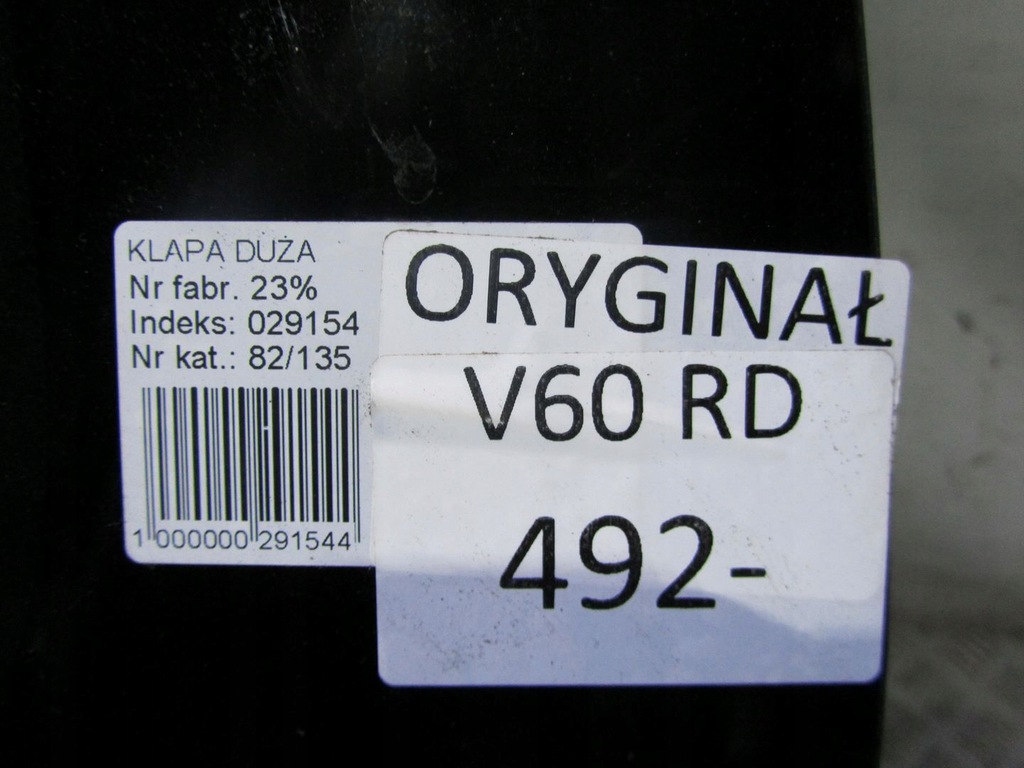 KLAPA DUŻA
Nr fabr. 23%
Indeks: 029154
Nr kat.: 82/135
1 000000 291544
ORYGINAŁ
V60 RD
492-